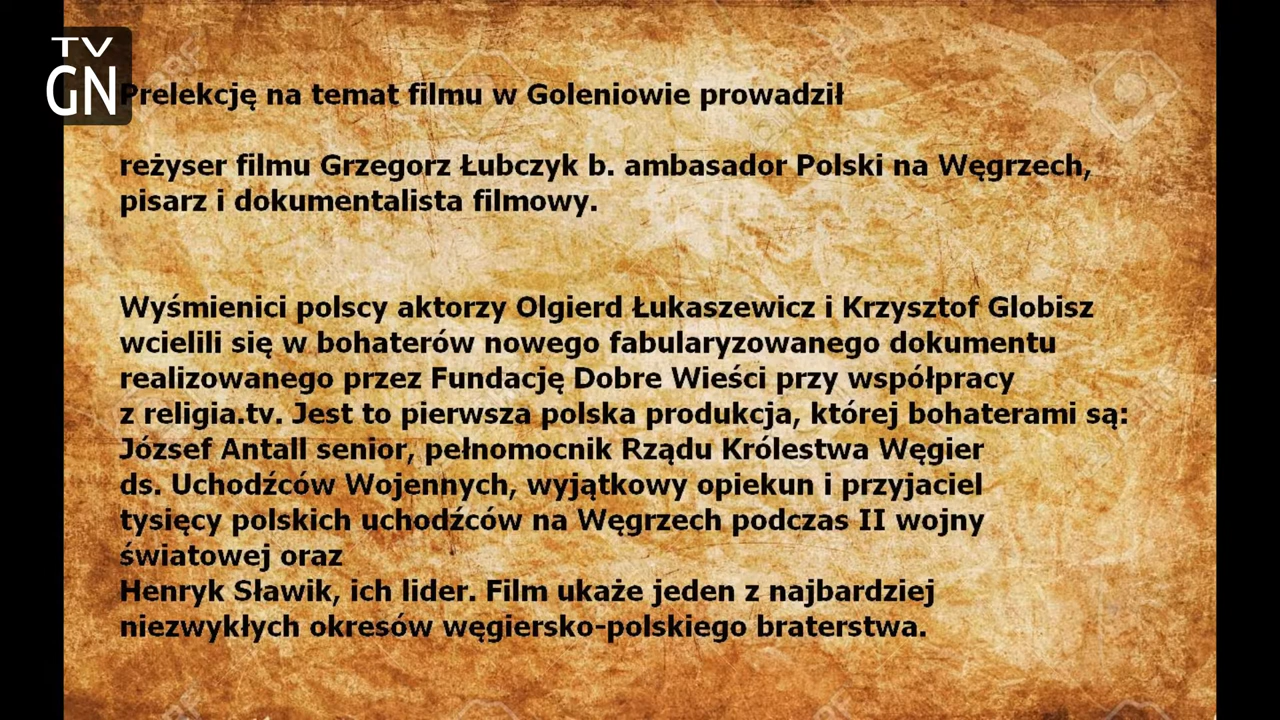 TV
GN
Prelekcję na temat filmu w Goleniowie prowadził
reżyser filmu Grzegorz Łubczyk b. ambasador Polski na Węgrzech,
pisarz i dokumentalista filmowy.
Wyśmienici polscy aktorzy Olgierd Łukaszewicz i Krzysztof Globisz
wcielili się w bohaterów nowego fabularyzowanego dokumentu
realizowanego przez Fundację Dobre Wieści przy współpracy
z religia.tv. Jest to pierwsza polska produkcja, której bohaterami są:
József Antall senior, pełnomocnik Rządu Królestwa Węgier
ds. Uchodźców Wojennych, wyjątkowy opiekun i przyjaciel
tysięcy polskich uchodźców na Węgrzech podczas II wojny
światowej oraz
Henryk Sławik, ich lider. Film ukaże jeden z najbardziej
niezwykłych okresów węgiersko-polskiego braterstwa.